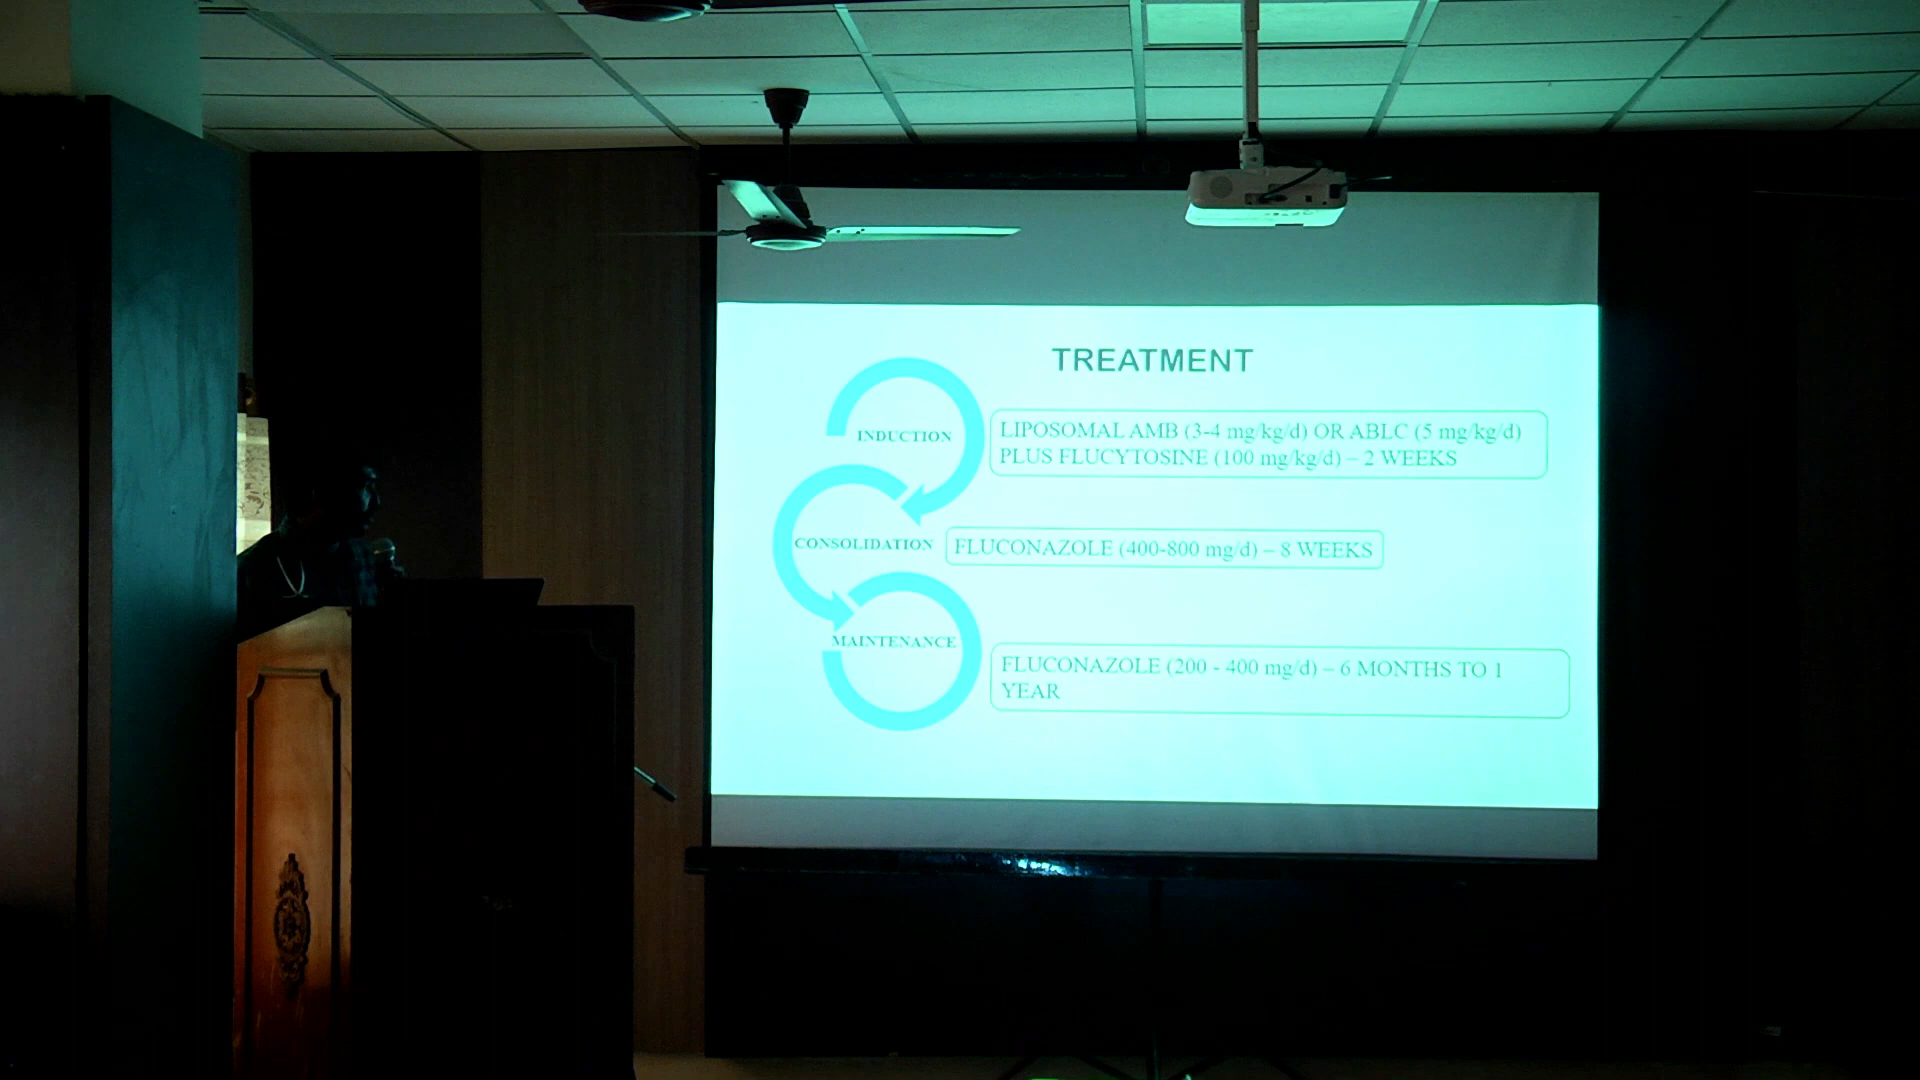 TREATMENT
INDUCTION
LIPOSOMAL AMB (3-4 mg/kg/d) OR ABLC (5 mg/kg/d)
PLUS FLUCYTOSINE (100 mg/kg/d) – 2 WEEKS
CONSOLIDATION
FLUCONAZOLE (400-800 mg/d) – 8 WEEKS
MAINTENANCE
FLUCONAZOLE (200 - 400 mg/d) – 6 MONTHS TO 1
YEAR